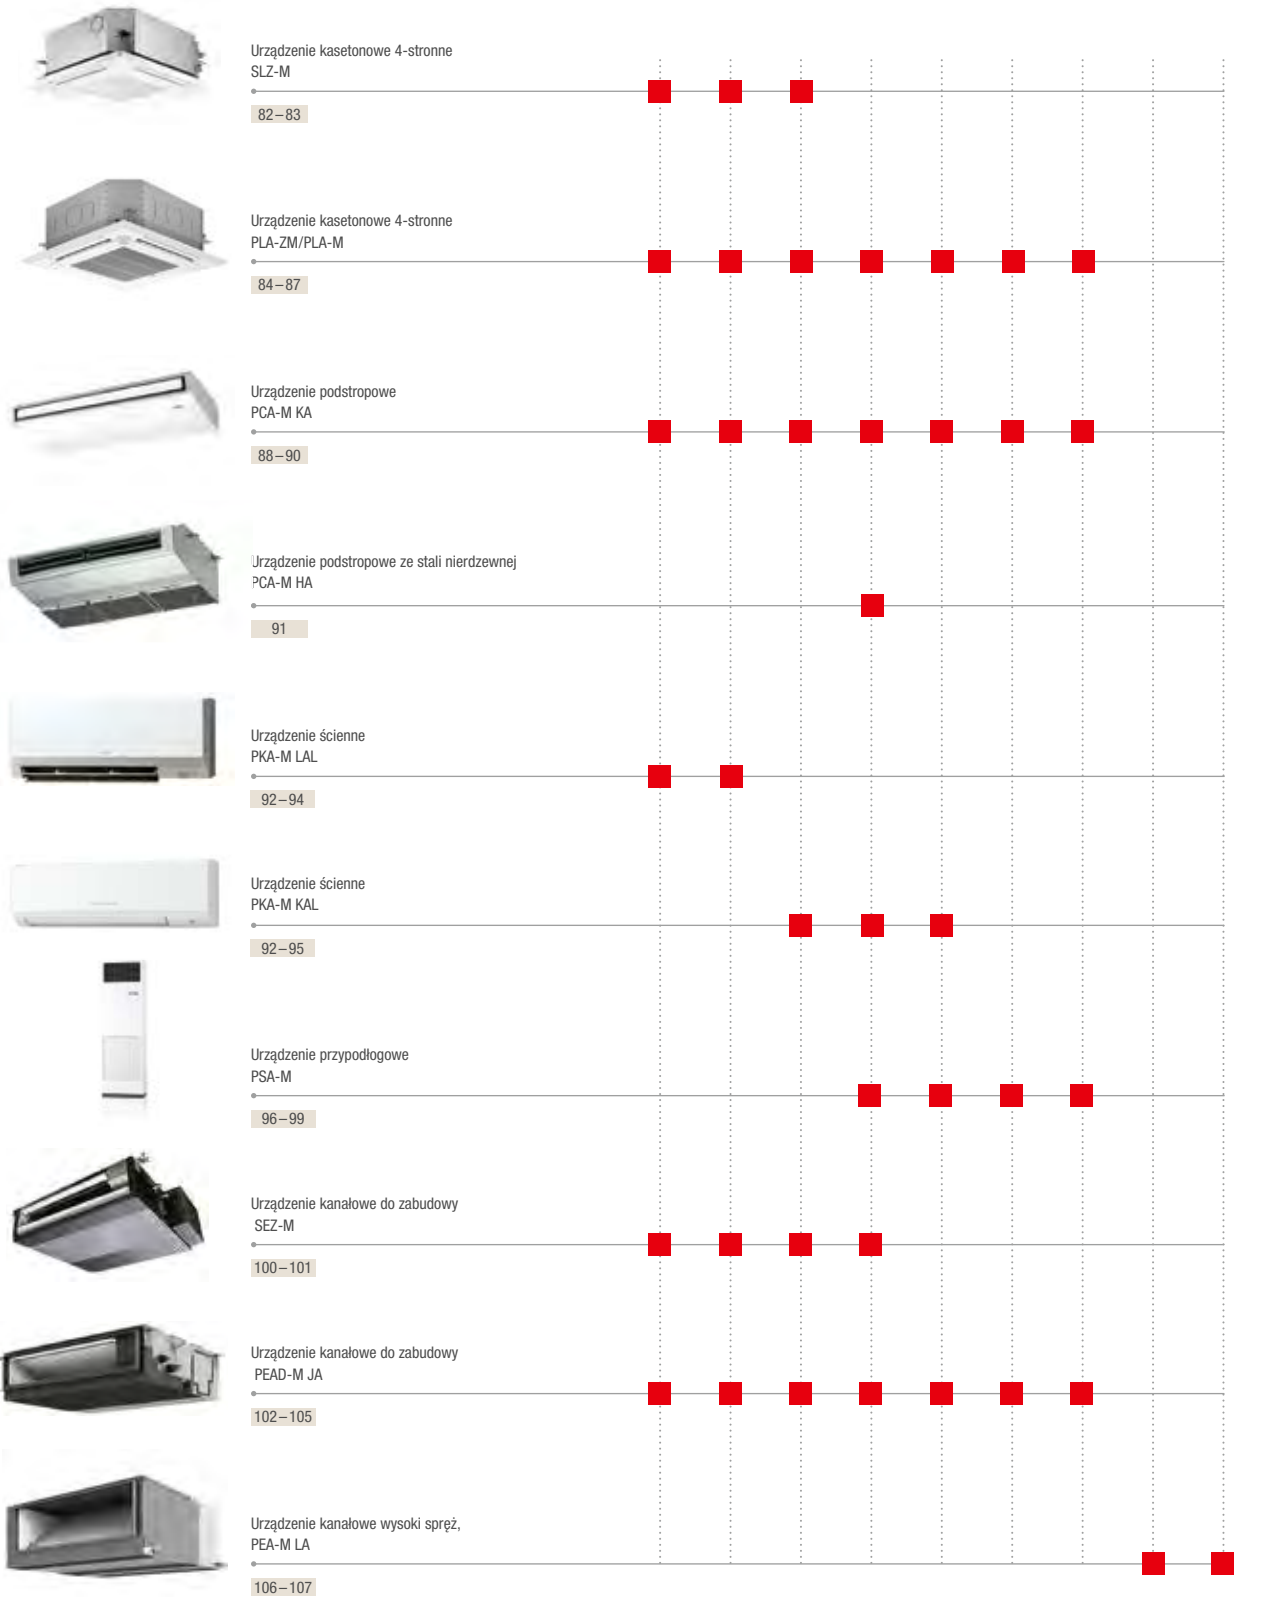 Urządzenie kasetonowe 4-stronne
SLZ-M
82–83
Urządzenie kasetonowe 4-stronne
PLA-ZM/PLA-M
84–87
Urządzenie podstropowe
PCA-M KA
88–90
Urządzenie podstropowe ze stali nierdzewnej
PCA-M HA
91
Urządzenie ścienne
PKA-M LAL
92–94
Urządzenie ścienne
PKA-M KAL
92–95
Urządzenie przypodłogowe
PSA-M
96–99
Urządzenie kanałowe do zabudowy
SEZ-M
100–101
Urządzenie kanałowe do zabudowy
PEAD-M JA
102–105
Urządzenie kanałowe wysoki spręż,
PEA-M LA
106–107